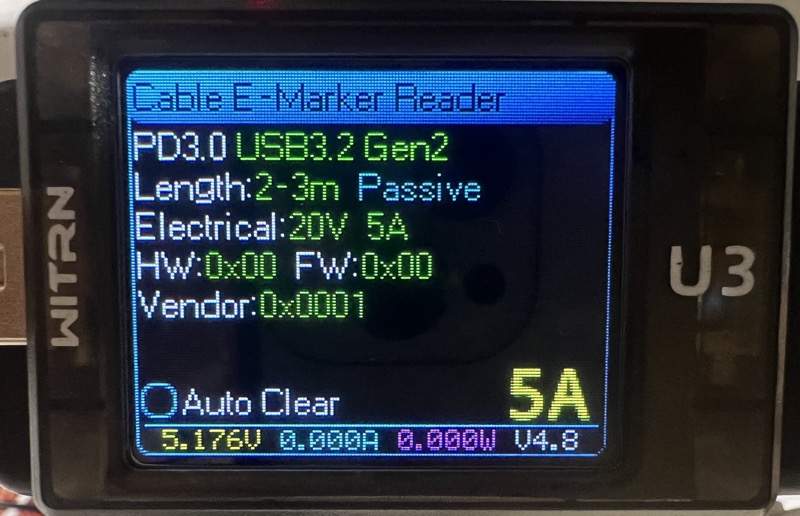 Cable E-Marker Reader
PD3.0 USB3.2 Gen2
Length:2-3m Passive
Electrical:20V 5A
HW:0x00 FW:0x00
Vendor:0x0001
Auto Clear 5A
5.176V 0.000A 0.000W V4.8
WITRN
U3